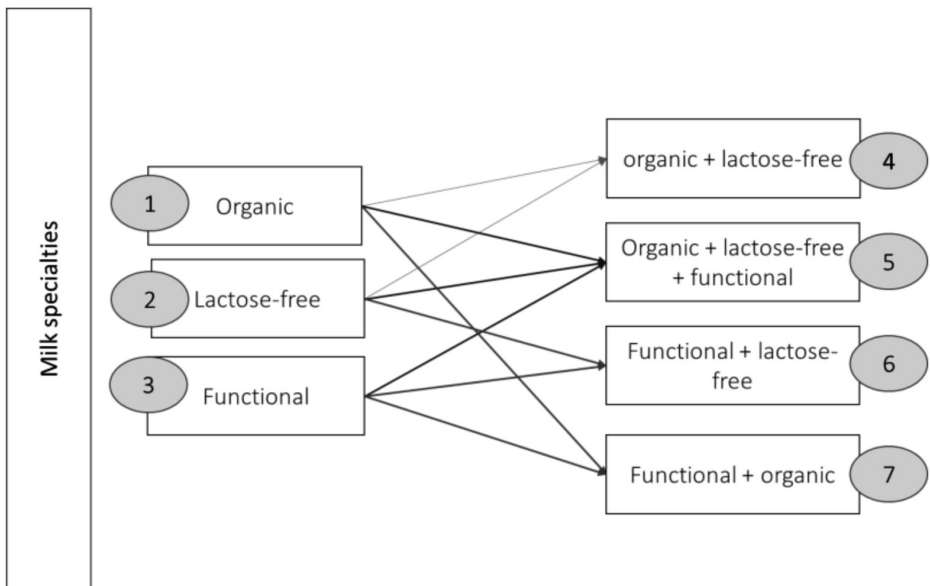 Milk specialties
1
Organic
2
Lactose-free
3
Functional
organic + lactose-free
4
Organic + lactose-free
+ functional
5
Functional + lactose-
free
6
Functional + organic
7